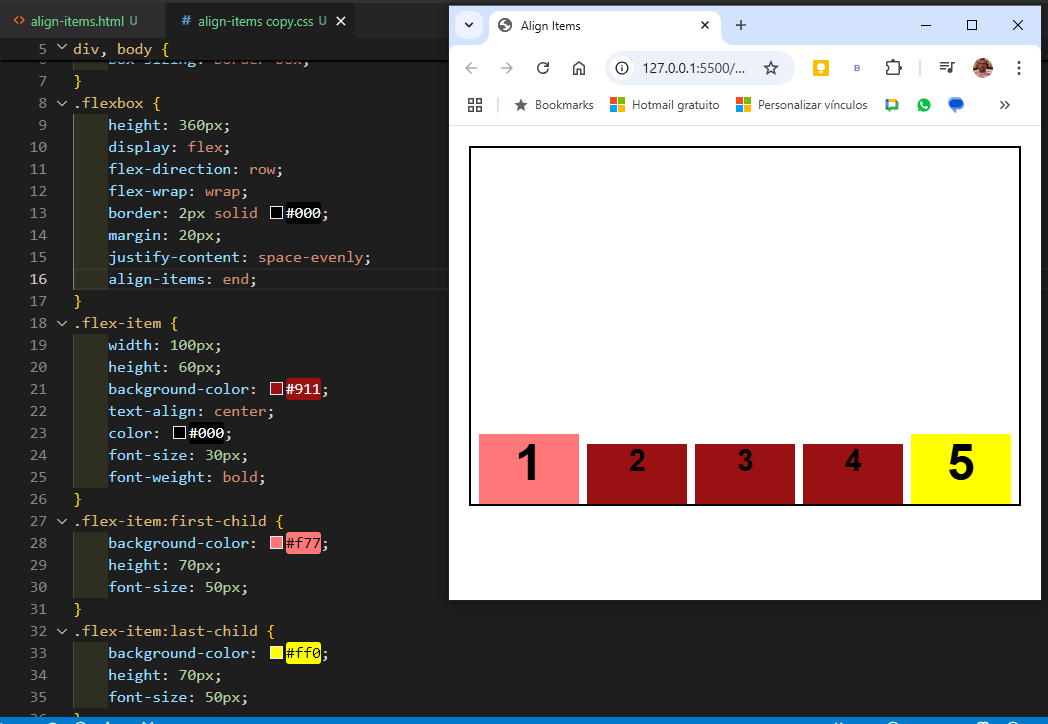 <> align-items.html U
# align-items copy.css U ×
5 div, body {
7 }
8 .flexbox {
9 height: 360px;
10 display: flex;
11 flex-direction: row;
12 flex-wrap: wrap;
13 border: 2px solid #000;
14 margin: 20px;
15 justify-content: space-evenly;
16 align-items: end;
17 }
18 .flex-item {
19 width: 100px;
20 height: 60px;
21 background-color: #911;
22 text-align: center;
23 color: #000;
24 font-size: 30px;
25 font-weight: bold;
26 }
27 .flex-item:first-child {
28 background-color: #f77;
29 height: 70px;
30 font-size: 50px;
31 }
32 .flex-item:last-child {
33 background-color: #ff0;
34 height: 70px;
35 font-size: 50px;
Align Items
127.0.0.1:5500/...
B
Bookmarks
Hotmail gratuito
Personalizar vínculos
1 2 3 4 5